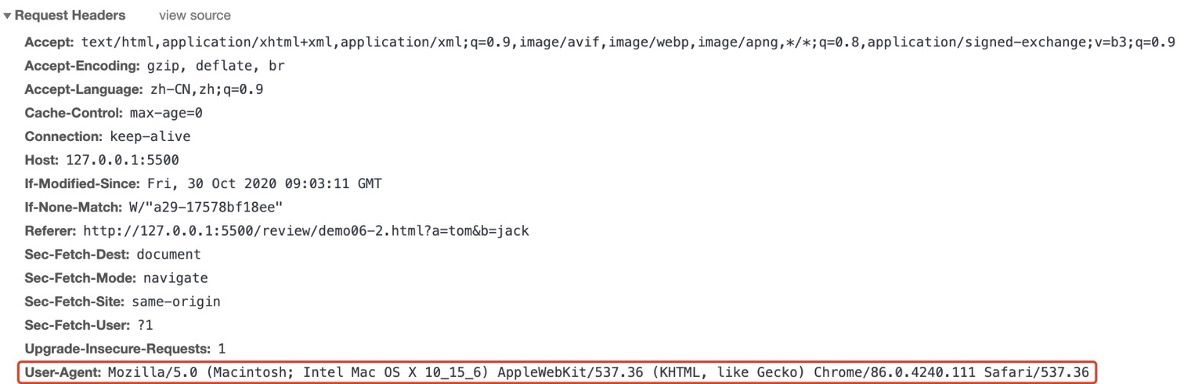 Request Headers view source
Accept: text/html,application/xhtml+xml,application/xml;q=0.9,image/avif,image/webp,image/apng,*/*;q=0.8,application/signed-exchange;v=b3;q=0.9
Accept-Encoding: gzip, deflate, br
Accept-Language: zh-CN,zh;q=0.9
Cache-Control: max-age=0
Connection: keep-alive
Host: 127.0.0.1:5500
If-Modified-Since: Fri, 30 Oct 2020 09:03:11 GMT
If-None-Match: W/"a29-17578bf18ee"
Referer: http://127.0.0.1:5500/review/demo06-2.html?a=tom&b=jack
Sec-Fetch-Dest: document
Sec-Fetch-Mode: navigate
Sec-Fetch-Site: same-origin
Sec-Fetch-User: ?1
Upgrade-Insecure-Requests: 1
User-Agent: Mozilla/5.0 (Macintosh; Intel Mac OS X 10_15_6) AppleWebKit/537.36 (KHTML, like Gecko) Chrome/86.0.4240.111 Safari/537.36